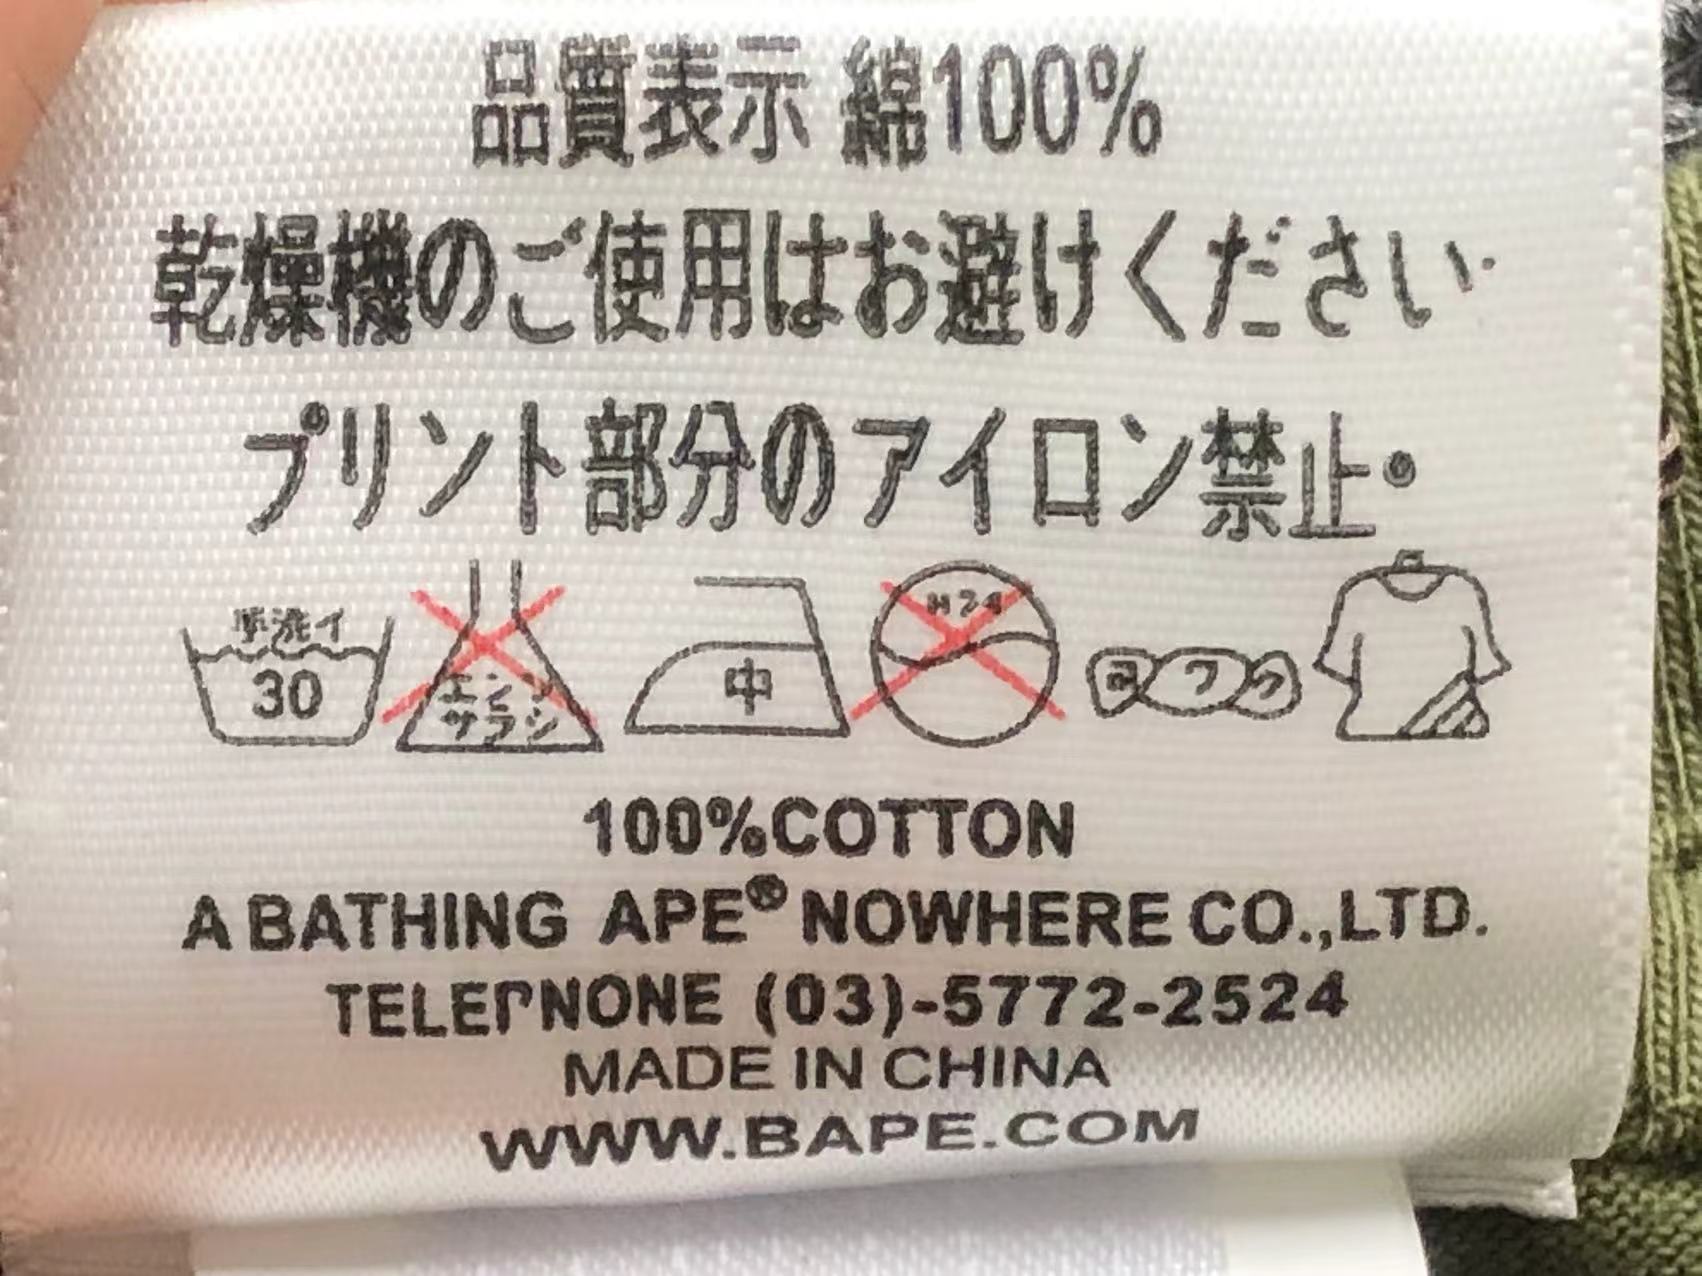 品質表示 綿100%
乾燥機のご使用はお避けください.
プリント部分のアイロン禁止。
手洗イ
30
エンソ
サラシ
中
ヨワク
100%COTTON
A BATHING APE® NOWHERE CO.,LTD.
TELEPNONE (03)-5772-2524
MADE IN CHINA
WWW.BAPE.COM